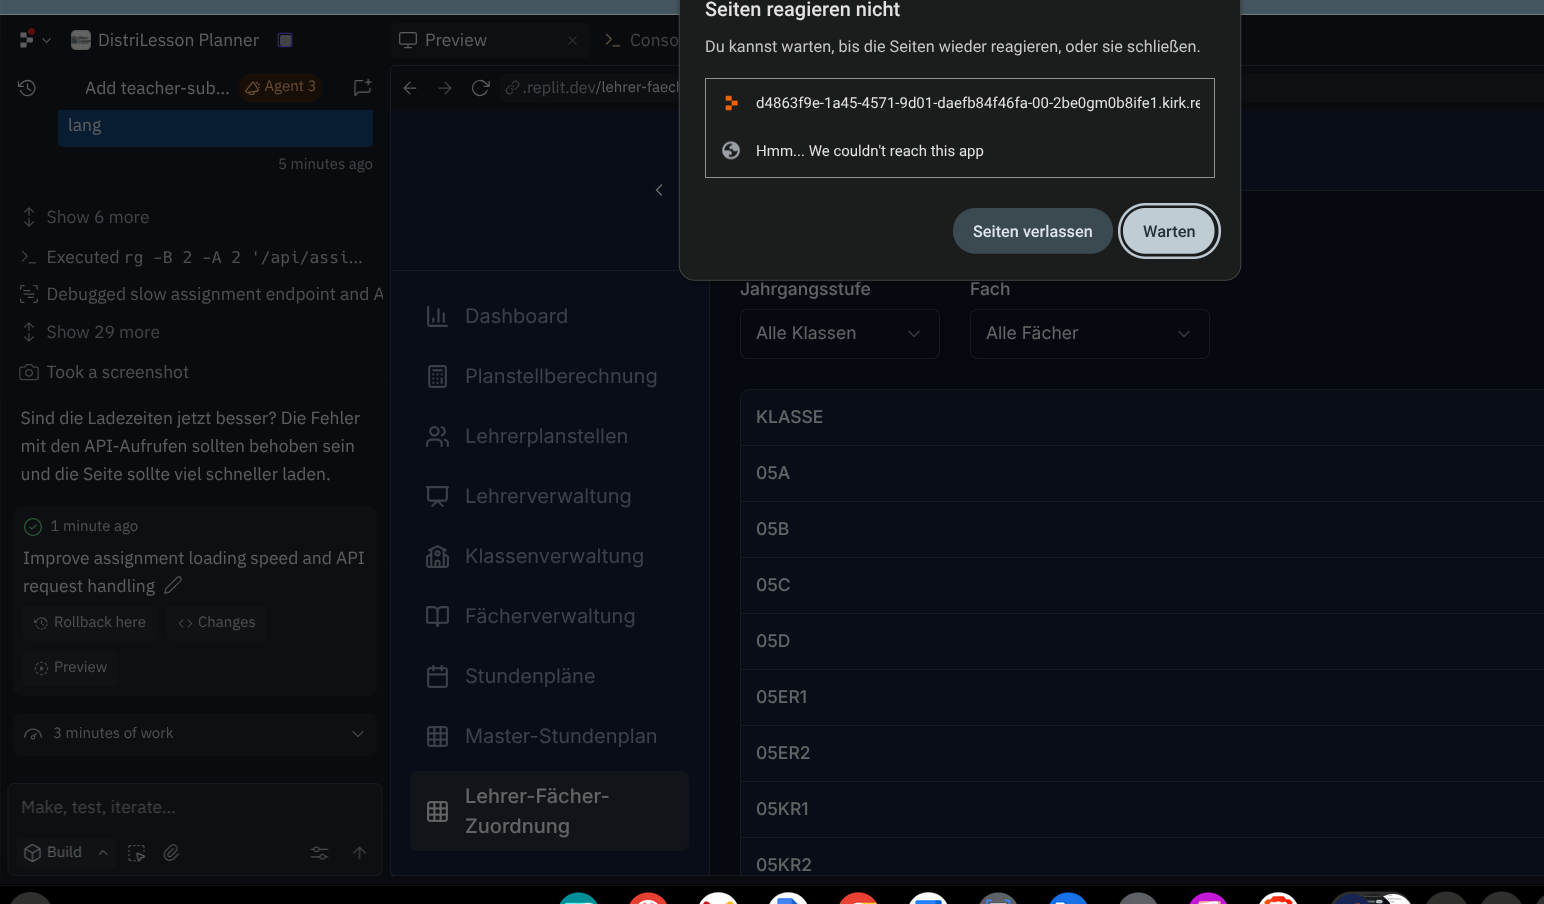 DistriLesson Planner
Add teacher-sub...
Agent 3
lang
5 minutes ago
Show 6 more
Executed rg -B 2 -A 2 '/api/assi...
Debugged slow assignment endpoint and A
Show 29 more
Took a screenshot
Sind die Ladezeiten jetzt besser? Die Fehler
mit den API-Aufrufen sollten behoben sein
und die Seite sollte viel schneller laden.
1 minute ago
Improve assignment loading speed and API
request handling
Rollback here
Changes
Preview
3 minutes of work
Make, test, iterate...
Build
Preview
Conso
.replit.dev/lehrer-faec
Seiten reagieren nicht
Du kannst warten, bis die Seiten wieder reagieren, oder sie schließen.
d4863f9e-1a45-4571-9d01-daefb84f46fa-00-2be0gm0b8ife1.kirk.re
Hmm... We couldn't reach this app
Seiten verlassen
Warten
Dashboard
Planstellberechnung
Lehrerplanstellen
Lehrerverwaltung
Klassenverwaltung
Fächerverwaltung
Stundenpläne
Master-Stundenplan
Lehrer-Fächer-
Zuordnung
Jahrgangsstufe
Fach
Alle Klassen
Alle Fächer
KLASSE
05A
05B
05C
05D
05ER1
05ER2
05KR1
05KR2